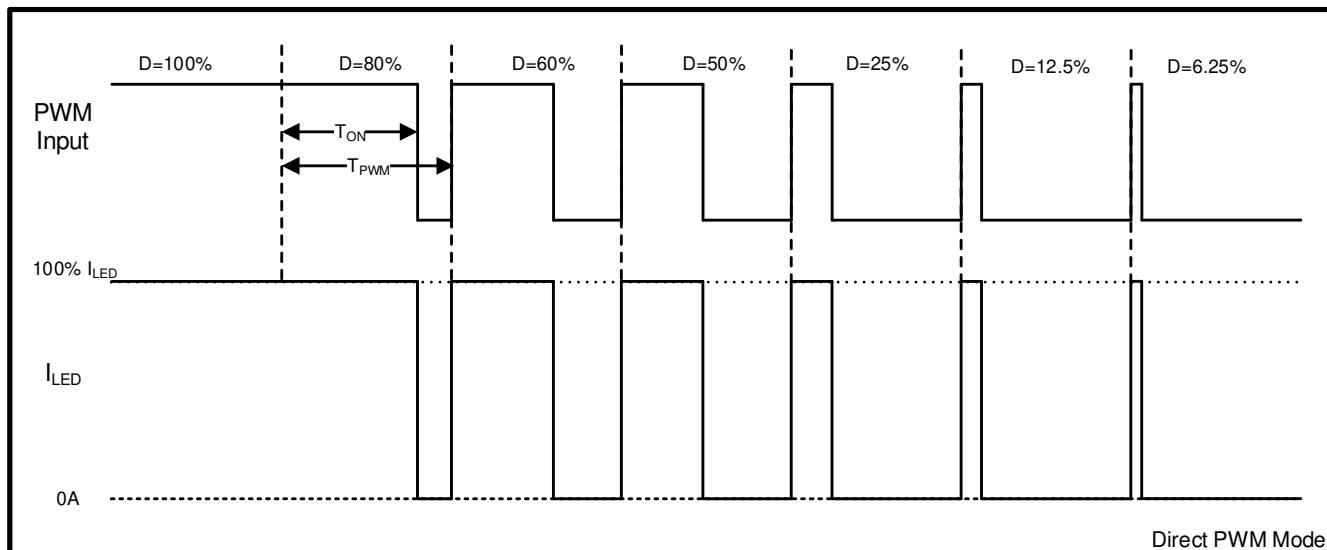 D=100%
D=80%
D=60%
D=50%
D=25%
D=12.5%
D=6.25%
PWM
Input
TON
TPWM
100% ILED
ILED
0A
Direct PWM Mode